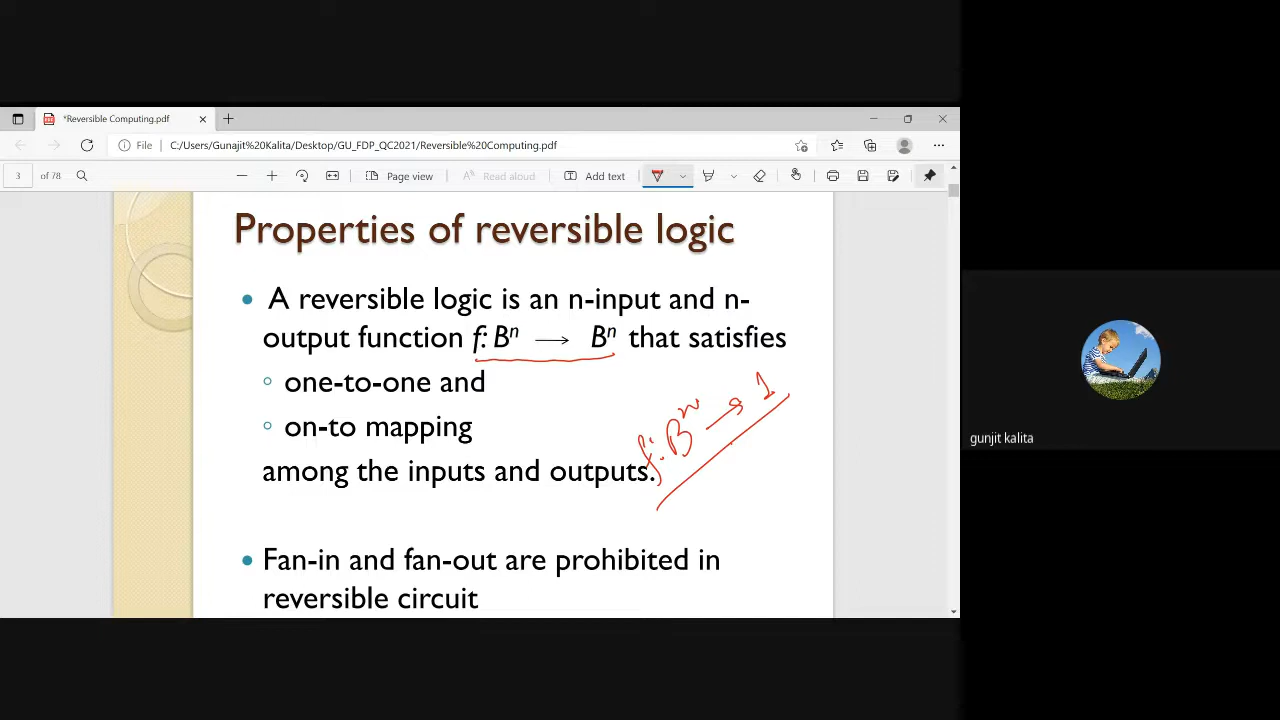 *Reversible Computing.pdf
File
C:/Users/Gunajit%20Kalita/Desktop/GU_FDP_QC2021/Reversible%20Computing.pdf
3 of 78
Page view
Read aloud
Add text
Properties of reversible logic
• A reversible logic is an n-input and n-
output function f: Bⁿ → Bⁿ that satisfies
◦ one-to-one and
◦ on-to mapping
f: Bⁿ → 1
among the inputs and outputs.
• Fan-in and fan-out are prohibited in
reversible circuit
gunjit kalita